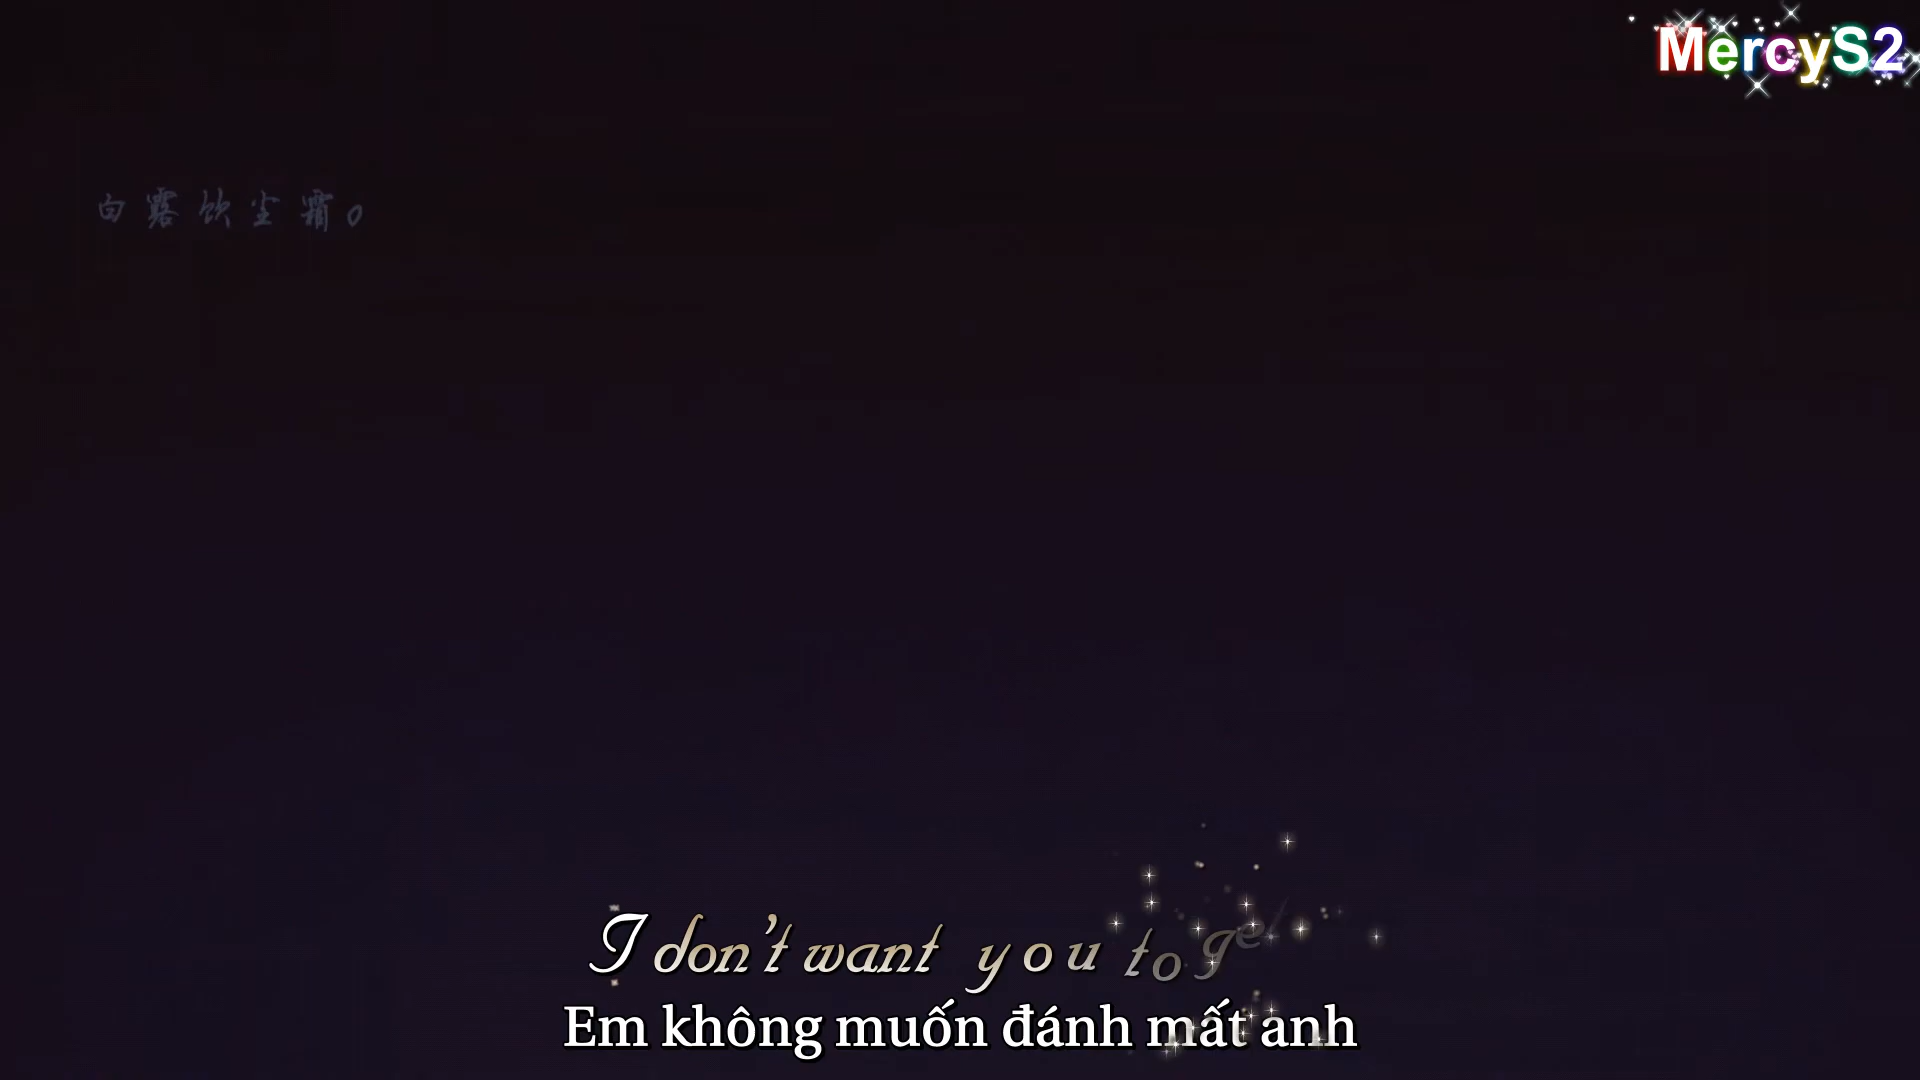 MercyS2
白露饮尘霜。
I don't want you to
Em không muốn đánh mất anh